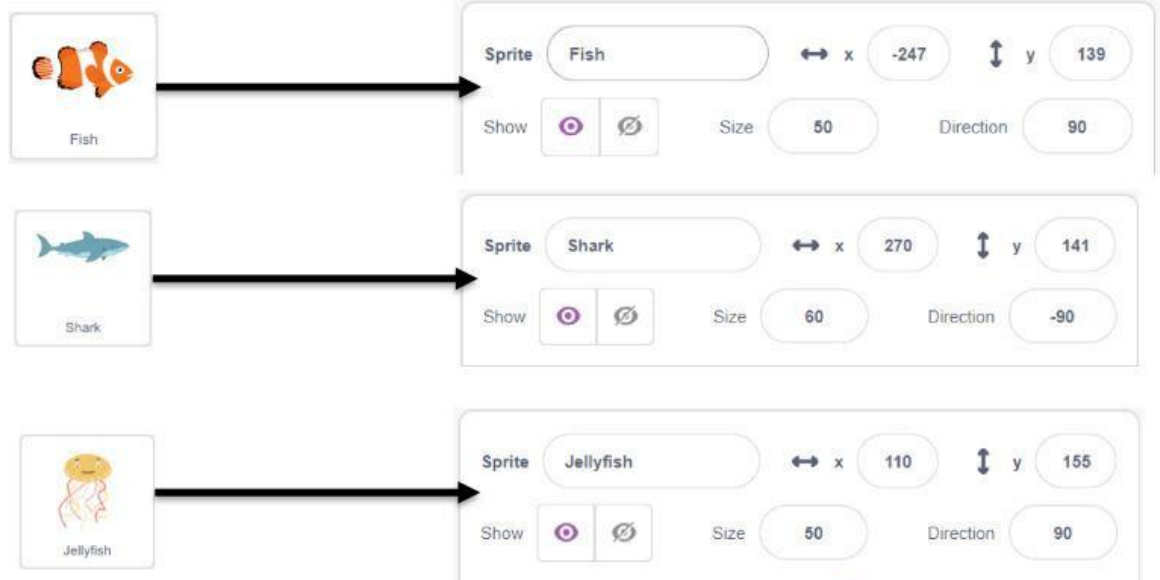 Sprite Fish x -247 y 139
Show Size 50 Direction 90
Fish
Sprite Shark x 270 y 141
Show Size 60 Direction -90
Shark
Sprite Jellyfish x 110 y 155
Show Size 50 Direction 90
Jellyfish